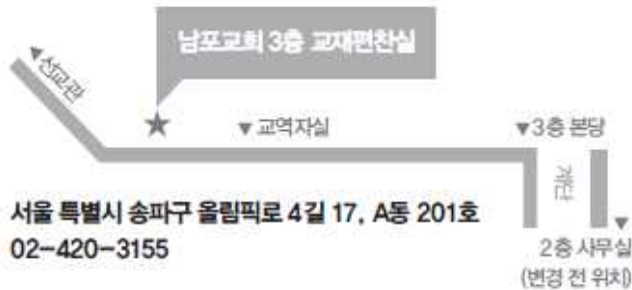 남포교회 3층 교재편찬실
▼선교관
★
▼교역자실
▼3층 본당
계단
서울 특별시 송파구 올림픽로 4길 17, A동 201호
02-420-3155
▼
2층 사무실
(변경 전 위치)